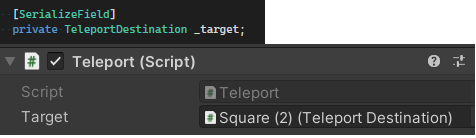 [SerializeField]
private TeleportDestination _target;
# Teleport (Script)
Script # Teleport
Target # Square (2) (Teleport Destination)